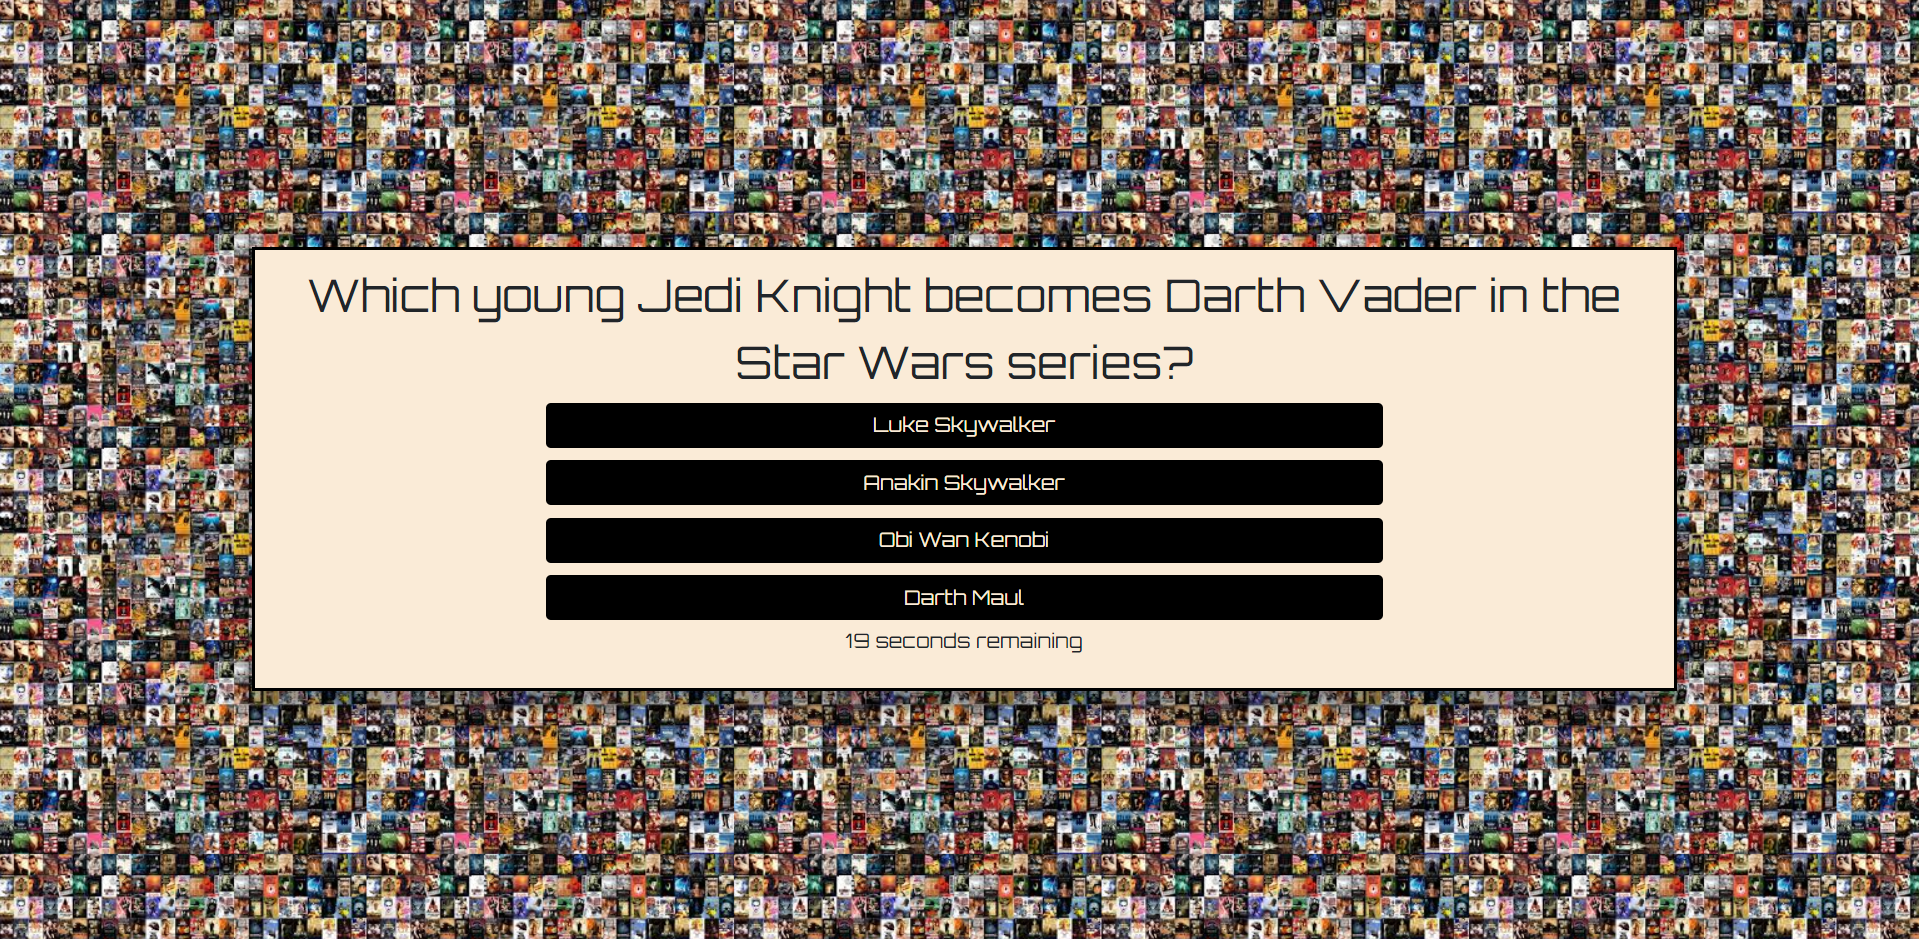 Which young Jedi Knight becomes Darth Vader in the
Star Wars series?
Luke Skywalker
Anakin Skywalker
Obi Wan Kenobi
Darth Maul
19 seconds remaining